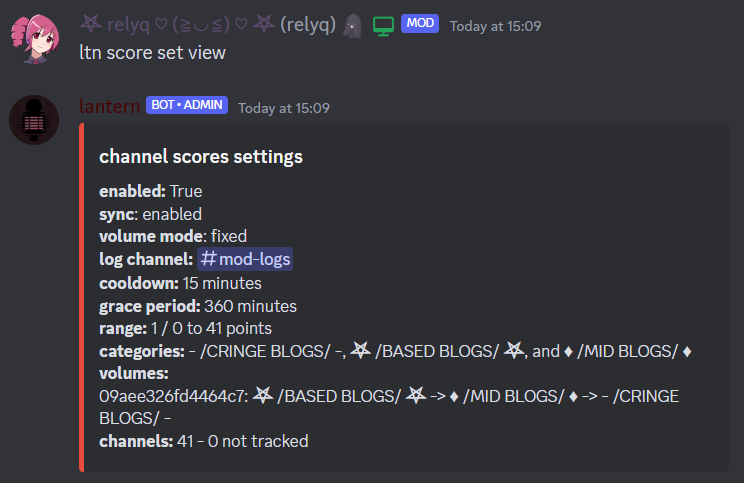 ⛧ relyq ♡ (≧◡≦) ♡ ⛧ (relyq) MOD Today at 15:09
ltn score set view
lantern BOT • ADMIN Today at 15:09
channel scores settings
enabled: True
sync: enabled
volume mode: fixed
log channel: #mod-logs
cooldown: 15 minutes
grace period: 360 minutes
range: 1 / 0 to 41 points
categories: - /CRINGE BLOGS/ -, ⛧ /BASED BLOGS/ ⛧, and ♦ /MID BLOGS/ ♦
volumes:
09aee326fd4464c7: ⛧ /BASED BLOGS/ ⛧ -> ♦ /MID BLOGS/ ♦ -> - /CRINGE
BLOGS/ -
channels: 41 - 0 not tracked